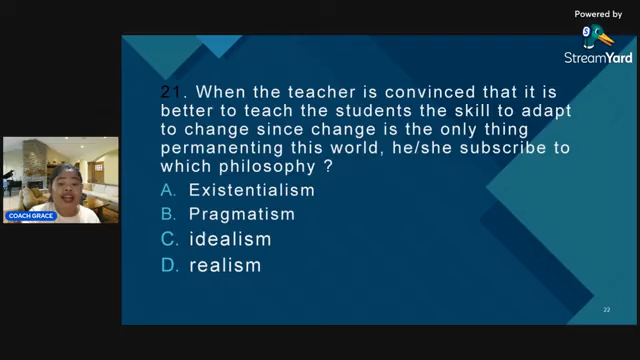 Powered by
StreamYard
21. When the teacher is convinced that it is
better to teach the students the skill to adapt
to change since change is the only thing
permanenting this world, he/she subscribe to
which philosophy ?
A. Existentialism
B. Pragmatism
C. idealism
D. realism
COACH GRACE
22